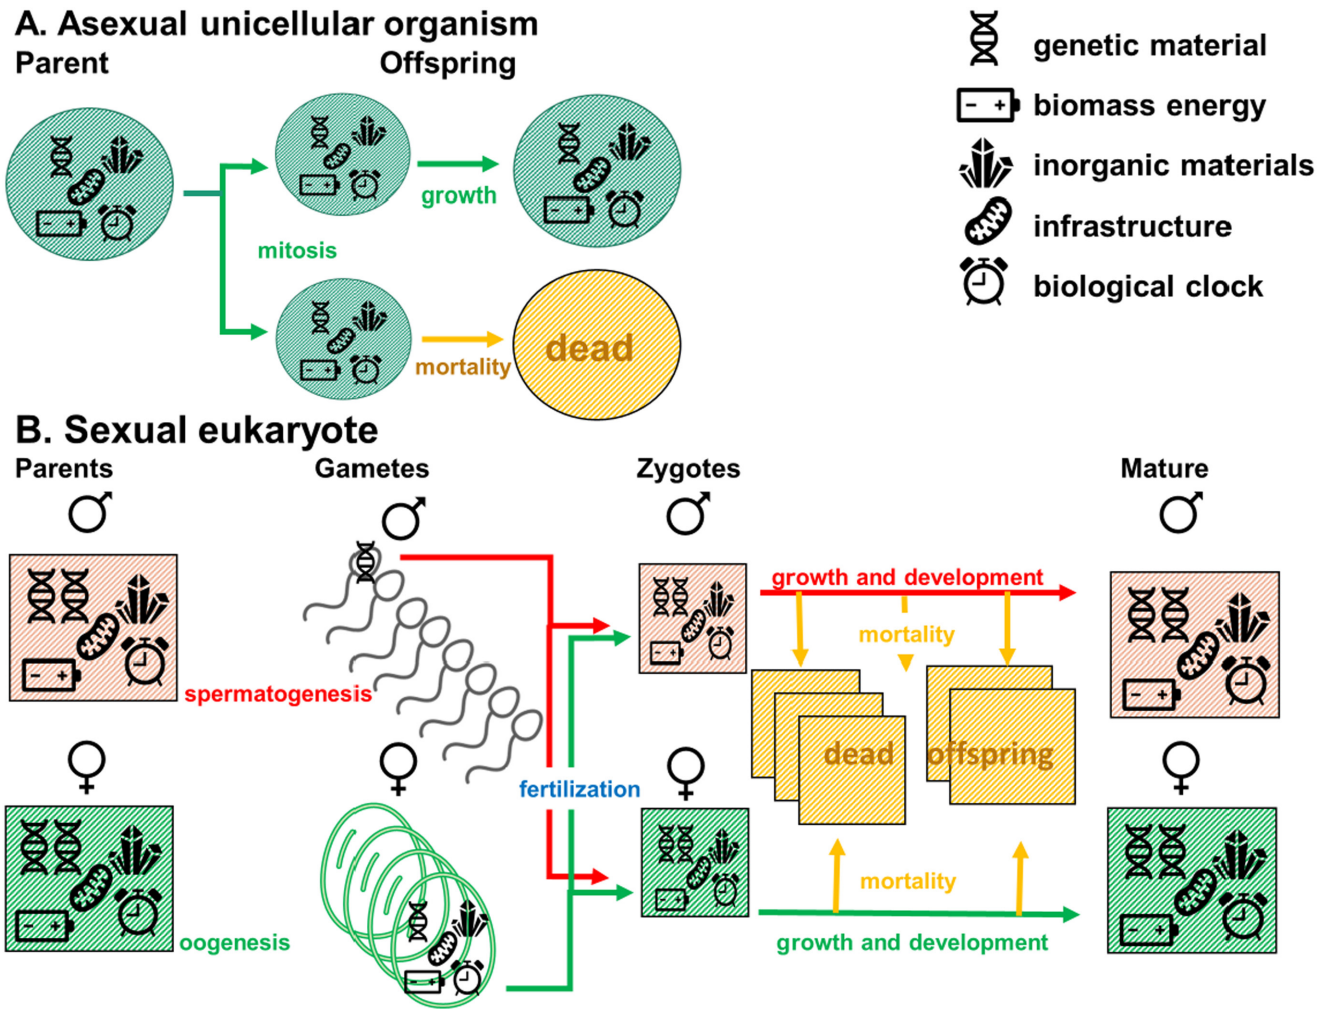 A. Asexual unicellular organism
Parent
Offspring
genetic material
biomass energy
inorganic materials
infrastructure
biological clock
growth
mitosis
mortality
dead
B. Sexual eukaryote
Parents
Gametes
Zygotes
Mature
growth and development
mortality
spermatogenesis
dead offspring
fertilization
mortality
oogenesis
growth and development